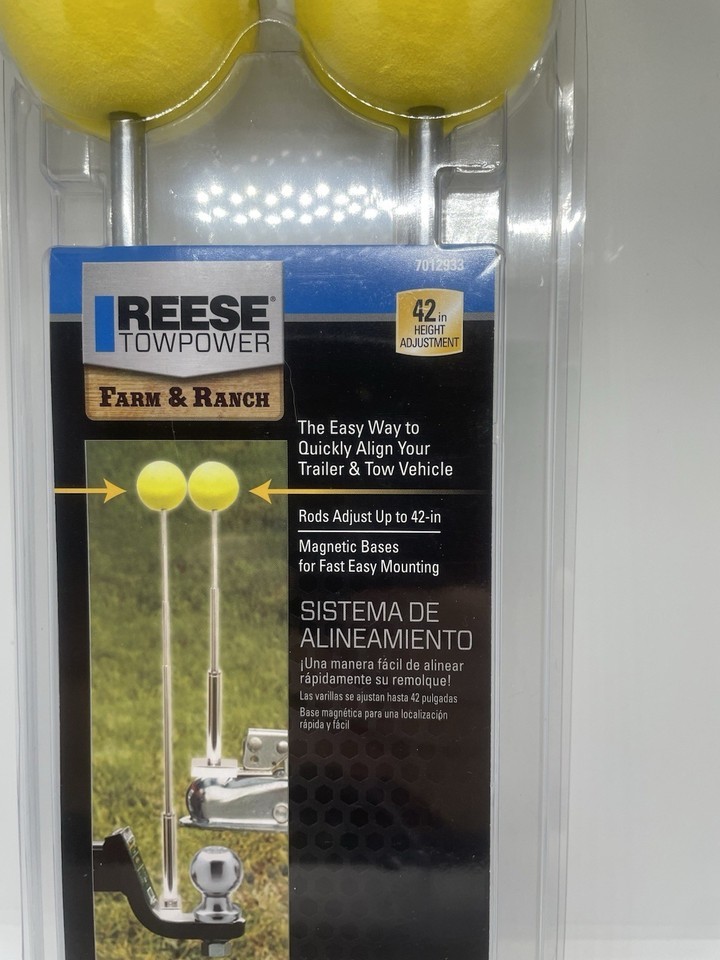 7012933
REESE®
TOWPOWER
FARM & RANCH
42 in
HEIGHT
ADJUSTMENT
The Easy Way to
Quickly Align Your
Trailer & Tow Vehicle
Rods Adjust Up to 42-in
Magnetic Bases
for Fast Easy Mounting
SISTEMA DE
ALINEAMIENTO
¡Una manera fácil de alinear
rápidamente su remolque!
Las varillas se ajustan hasta 42 pulgadas
Base magnética para una localización
rápida y fácil